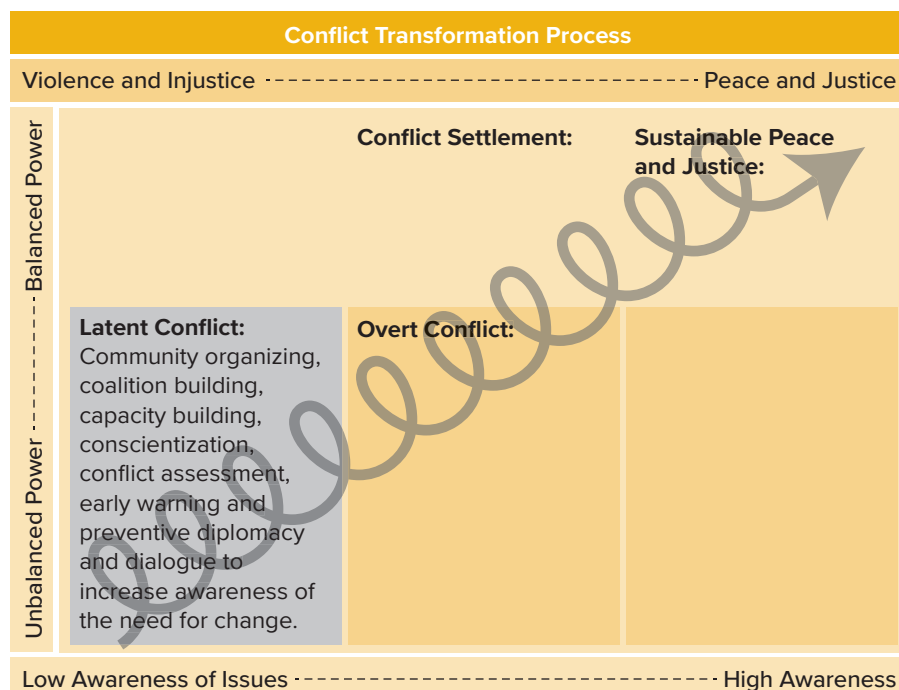 Conflict Transformation Process
Violence and Injustice - - - - - - - - - - - - - - - - - - - - - - - - - - - - - - - - - - - - - - - - - - - - - - - Peace and Justice
Unbalanced Power - - - - - - - - - - - - - - - - Balanced Power
Conflict Settlement:
Sustainable Peace
and Justice:
Latent Conflict:
Community organizing,
coalition building,
capacity building,
conscientization,
conflict assessment,
early warning and
preventive diplomacy
and dialogue to
increase awareness of
the need for change.
Overt Conflict:
Low Awareness of Issues - - - - - - - - - - - - - - - - - - - - - - - - - - - - - - - - - - - - - - - - - - - - - - High Awareness